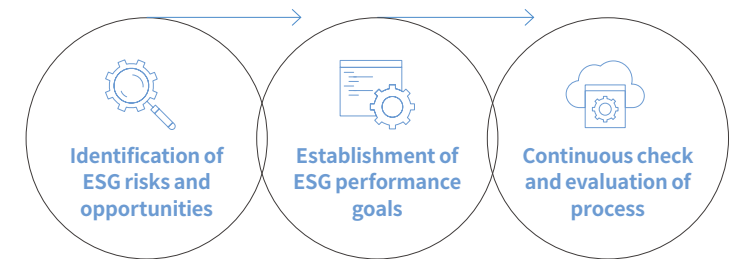 Identification of
ESG risks and
opportunities
Establishment of
ESG performance
goals
Continuous check
and evaluation of
process